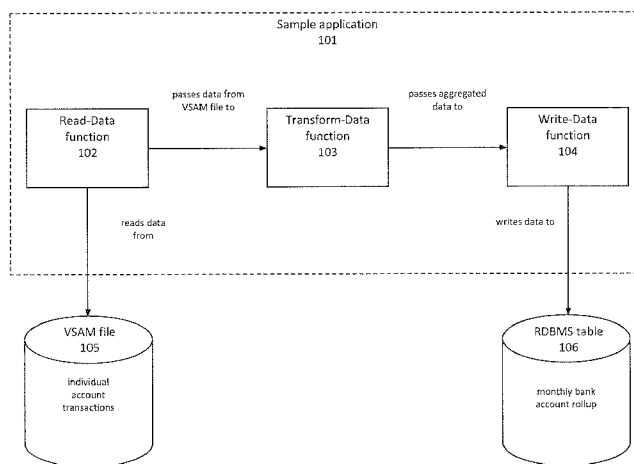 Sample application
101
passes data from
VSAM file to
passes aggregated
data to
Read-Data
function
102
Transform-Data
function
103
Write-Data
function
104
reads data
from
writes data to
VSAM file
105
individual
account
transactions
RDBMS table
106
monthly bank
account rollup